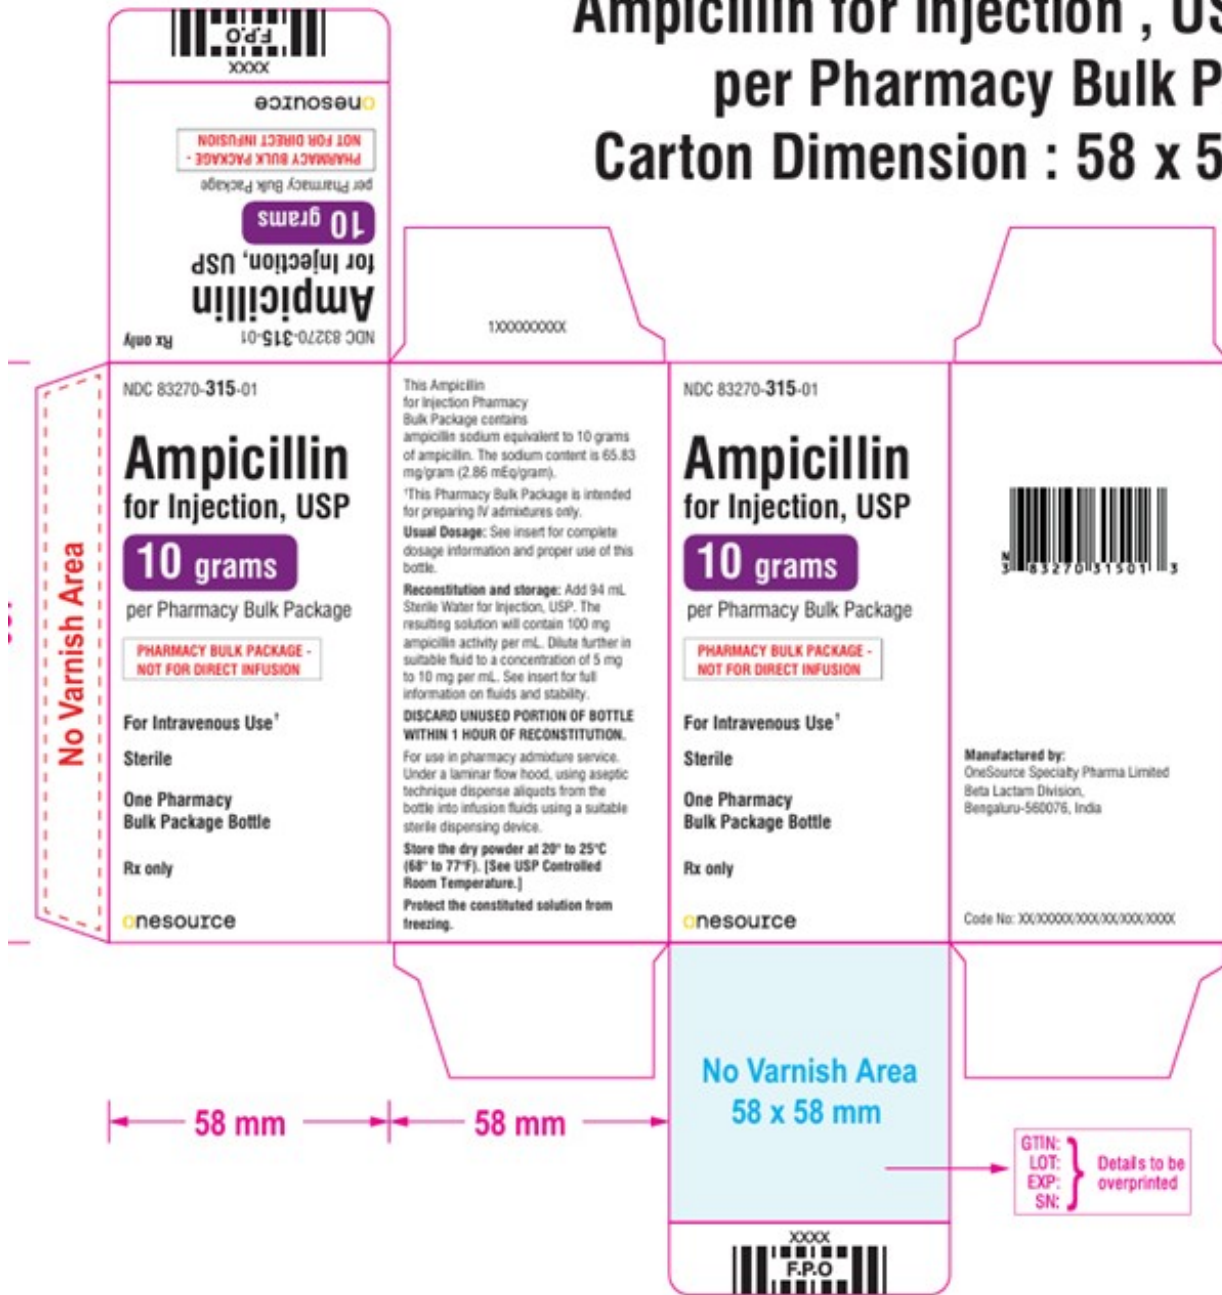 Ampicillin for Injection , US
per Pharmacy Bulk P
Carton Dimension : 58 x 5
F.P.O
XXXX
onesource
PHARMACY BULK PACKAGE -
NOT FOR DIRECT INFUSION
per Pharmacy Bulk Package
10 grams
for Injection, USP
Ampicillin
NDC 83270-315-01
Rx only
1XXXXXXXXX
No Varnish Area
NDC 83270-315-01
Ampicillin
for Injection, USP
10 grams
per Pharmacy Bulk Package
PHARMACY BULK PACKAGE -
NOT FOR DIRECT INFUSION
For Intravenous Use†
Sterile
One Pharmacy
Bulk Package Bottle
Rx only
onesource
This Ampicillin
for Injection Pharmacy
Bulk Package contains
ampicillin sodium equivalent to 10 grams
of ampicillin. The sodium content is 65.83
mg/gram (2.86 mEq/gram).
†This Pharmacy Bulk Package is intended
for preparing IV admixtures only.
Usual Dosage: See insert for complete
dosage information and proper use of this
bottle.
Reconstitution and storage: Add 94 mL
Sterile Water for Injection, USP. The
resulting solution will contain 100 mg
ampicillin activity per mL. Dilute further in
suitable fluid to a concentration of 5 mg
to 10 mg per mL. See insert for full
information on fluids and stability.
DISCARD UNUSED PORTION OF BOTTLE
WITHIN 1 HOUR OF RECONSTITUTION.
For use in pharmacy admixture service.
Under a laminar flow hood, using aseptic
technique dispense aliquots from the
bottle into infusion fluids using a suitable
sterile dispensing device.
Store the dry powder at 20° to 25°C
(68° to 77°F). [See USP Controlled
Room Temperature.]
Protect the constituted solution from
freezing.
NDC 83270-315-01
Ampicillin
for Injection, USP
10 grams
per Pharmacy Bulk Package
PHARMACY BULK PACKAGE -
NOT FOR DIRECT INFUSION
For Intravenous Use†
Sterile
One Pharmacy
Bulk Package Bottle
Rx only
onesource
N
3 83270 31501 3
Manufactured by:
OneSource Specialty Pharma Limited
Beta Lactam Division,
Bengaluru-560076, India
Code No: XX/XXXXX/XXX/XX/XXX/XXXX
58 mm
58 mm
No Varnish Area
58 x 58 mm
GTIN:
LOT:
EXP:
SN:
Details to be
overprinted
XXXX
F.P.O